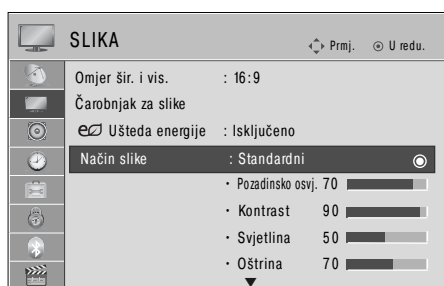 SLIKA
Prmj. U redu.
Omjer šir. i vis. : 16:9
Čarobnjak za slike
Ušteda energije : Isključeno
Način slike : Standardni
• Pozadinsko osvj. 70
• Kontrast 90
• Svjetlina 50
• Oštrina 70